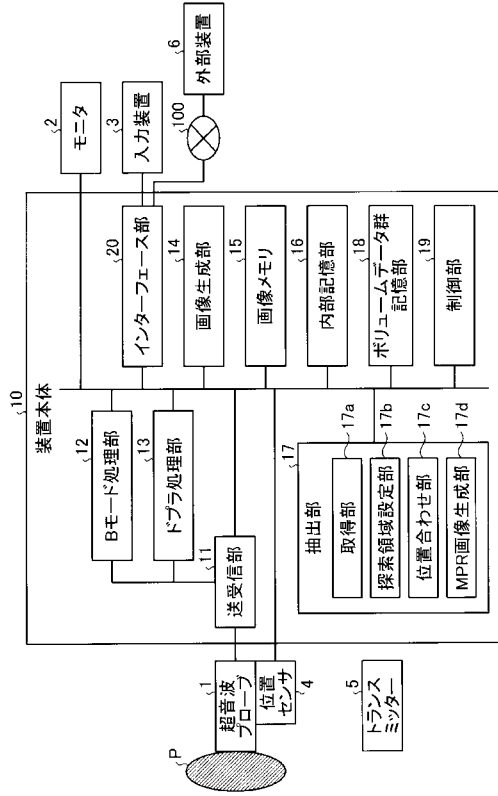 10
装置本体
2
モニタ
3
入力装置
6
外部装置
100
20
インターフェース部
14
画像生成部
15
画像メモリ
16
内部記憶部
18
ボリュームデータ群
記憶部
19
制御部
12
Bモード処理部
13
ドプラ処理部
11
送受信部
17
抽出部
17a
取得部
17b
探索領域設定部
17c
位置合わせ部
17d
MPR画像生成部
P
1
超音波
プローブ
位置
センサ
4
5
トランス
ミッター